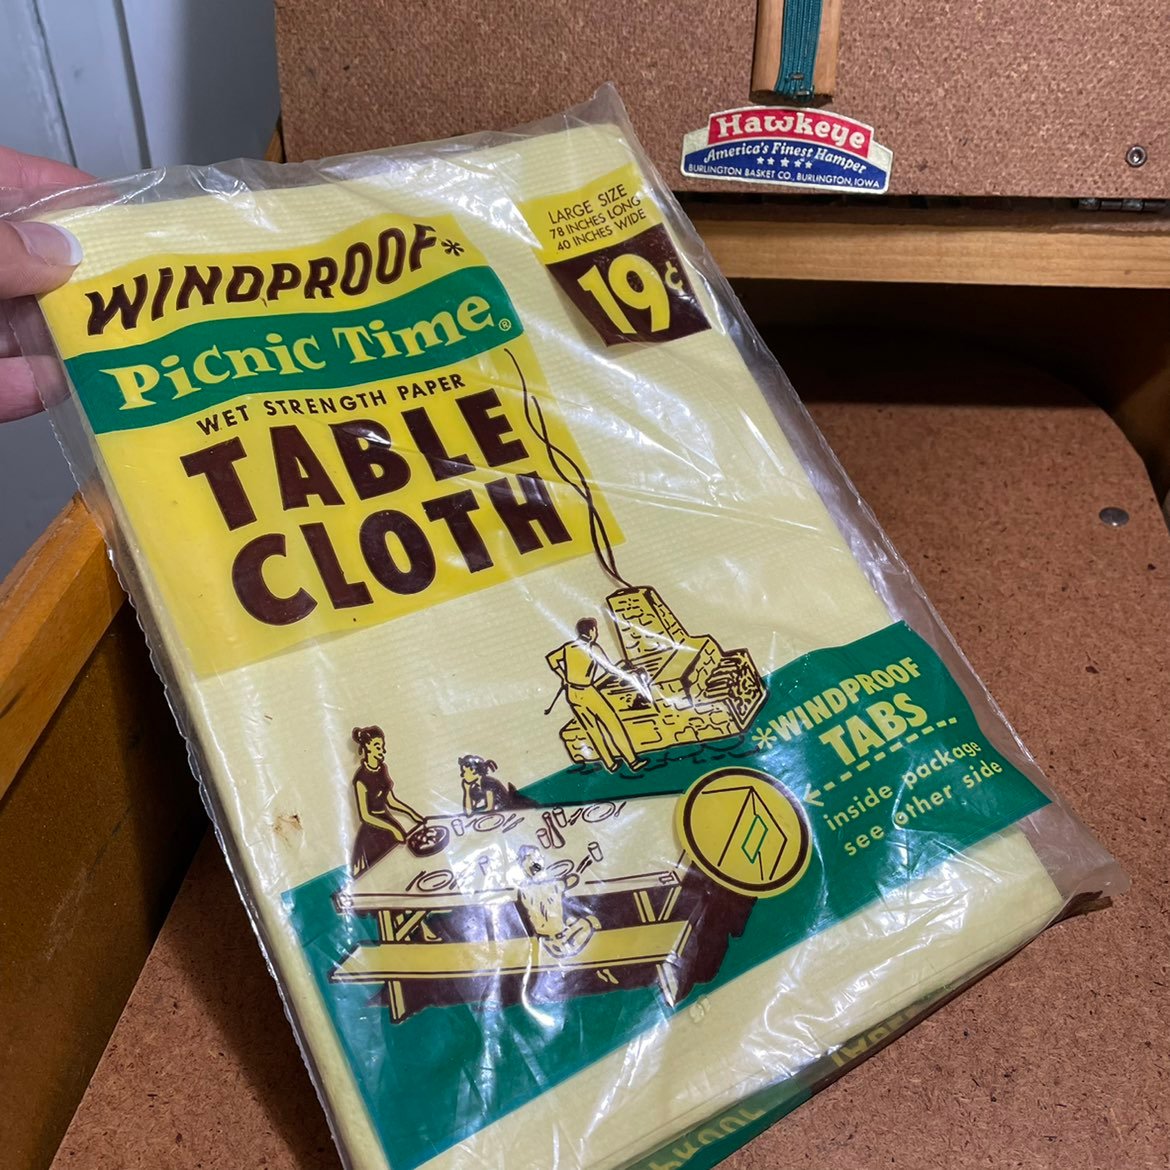 Hawkeye
America's Finest Hamper
BURLINGTON BASKET CO., BURLINGTON, IOWA
LARGE SIZE
78 INCHES LONG
40 INCHES WIDE
19¢
WINDPROOF*
Picnic Time®
WET STRENGTH PAPER
TABLE
CLOTH
*WINDPROOF
TABS
inside package
see other side